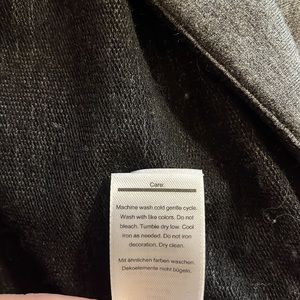 Care:
Machine wash cold gentle cycle.
Wash with like colors. Do not
bleach. Tumble dry low. Cool
iron as needed. Do not iron
decoration. Dry clean.
Mit ähnlichen farben waschen.
Dekoelemente nicht bügeln.